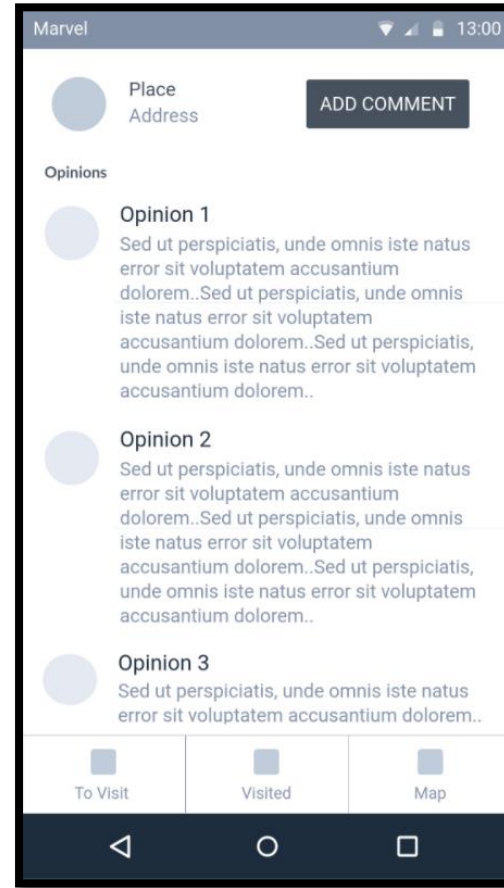 Marvel 13:00
Place
Address
ADD COMMENT
Opinions
Opinion 1
Sed ut perspiciatis, unde omnis iste natus
error sit voluptatem accusantium
dolorem..Sed ut perspiciatis, unde omnis
iste natus error sit voluptatem
accusantium dolorem..Sed ut perspiciatis,
unde omnis iste natus error sit voluptatem
accusantium dolorem..
Opinion 2
Sed ut perspiciatis, unde omnis iste natus
error sit voluptatem accusantium
dolorem..Sed ut perspiciatis, unde omnis
iste natus error sit voluptatem
accusantium dolorem..Sed ut perspiciatis,
unde omnis iste natus error sit voluptatem
accusantium dolorem..
Opinion 3
Sed ut perspiciatis, unde omnis iste natus
error sit voluptatem accusantium dolorem..
To Visit Visited Map